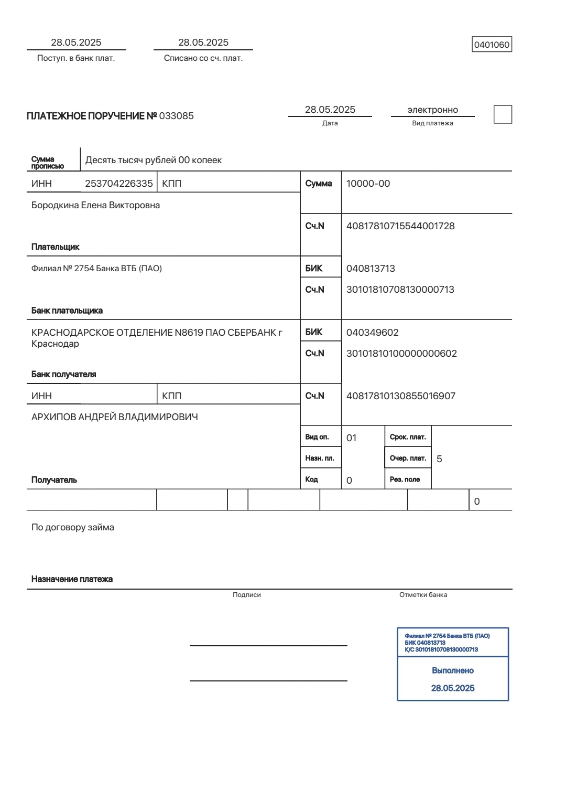 28.05.2025 28.05.2025 0401060
Поступ. в банк плат. Списано со сч. плат.
ПЛАТЕЖНОЕ ПОРУЧЕНИЕ № 033085 28.05.2025 электронно
Дата Вид платежа
Сумма прописью Десять тысяч рублей 00 копеек
ИНН 253704226335 КПП Сумма 10000-00
Бородкина Елена Викторовна
Сч.N 40817810715544001728
Плательщик
Филиал № 2754 Банка ВТБ (ПАО) БИК 040813713
Сч.N 30101810708130000713
Банк плательщика
КРАСНОДАРСКОЕ ОТДЕЛЕНИЕ N8619 ПАО СБЕРБАНК г БИК 040349602
Краснодар
Сч.N 30101810100000000602
Банк получателя
ИНН КПП Сч.N 40817810130855016907
АРХИПОВ АНДРЕЙ ВЛАДИМИРОВИЧ
Вид оп. 01 Срок. плат.
Назн. пл. Очер. плат. 5
Получатель Код 0 Рез. поле
0
По договору займа
Назначение платежа
Подписи Отметки банка
Филиал № 2764 Банка ВТБ (ПАО)
БИК 040813713
К/С 30101810708130000713
Выполнено
28.05.2025